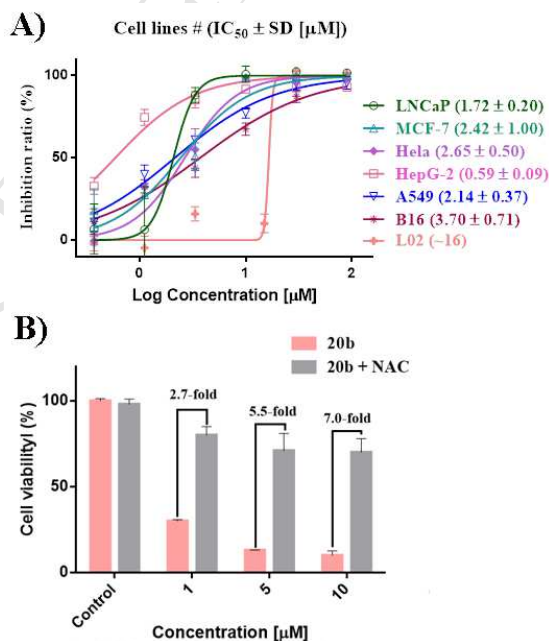 A)
Cell lines # (IC50 ± SD [μM])
Inhibition ratio (%)
100
50
0
0
1
2
Log Concentration [μM]
LNCaP (1.72 ± 0.20)
MCF-7 (2.42 ± 1.00)
Hela (2.65 ± 0.50)
HepG-2 (0.59 ± 0.09)
A549 (2.14 ± 0.37)
B16 (3.70 ± 0.71)
L02 (~16)
B)
20b
20b + NAC
Cell viabilityl (%)
100
50
0
2.7-fold
5.5-fold
7.0-fold
Control
1
5
10
Concentration [μM]